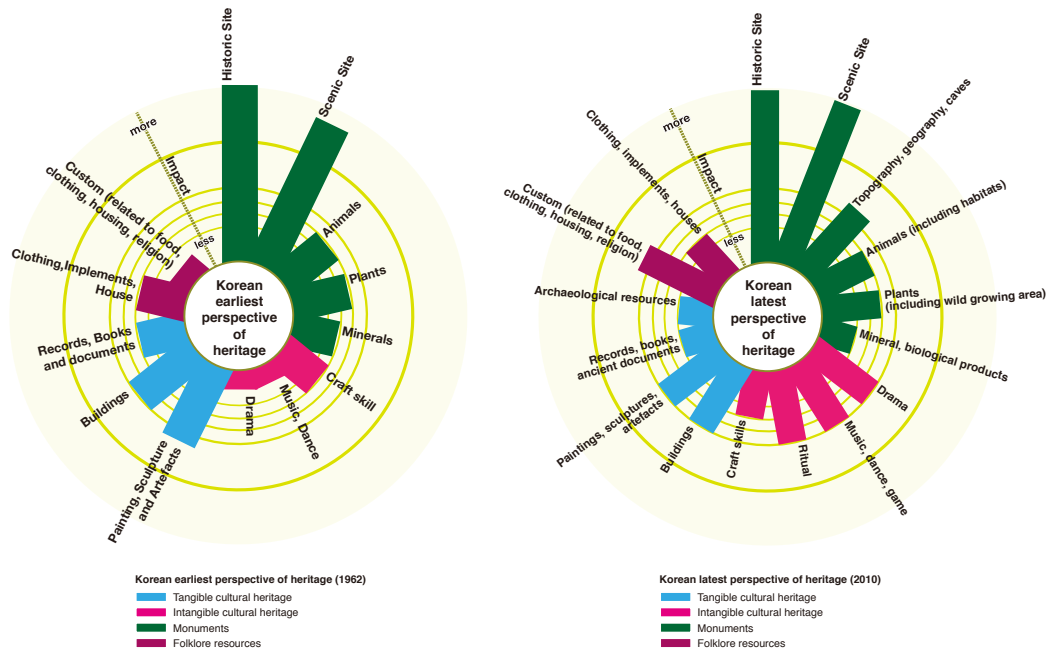 Historic Site
Scenic Site
Animals
Plants
Minerals
Craft skill
Music, Dance
Drama
Painting, Sculpture
and Artefacts
Buildings
Records, Books
and documents
Clothing,Implements,
House
Custom (related to food,
clothing, housing, religion)
more
Impact
less
Korean
earliest
perspective
of
heritage
Korean earliest perspective of heritage (1962)
Tangible cultural heritage
Intangible cultural heritage
Monuments
Folklore resources
Historic Site
Scenic Site
Topography, geography, caves
Animals (including habitats)
Plants
(including wild growing area)
Mineral, biological products
Drama
Music, dance, game
Ritual
Craft skills
Buildings
Paintings, sculptures,
artefacts
Records, books,
ancient documents
Archaeological resources
Custom (related to food,
clothing, housing, religion)
Clothing, implements, houses
more
Impact
less
Korean
latest
perspective
of
heritage
Korean latest perspective of heritage (2010)
Tangible cultural heritage
Intangible cultural heritage
Monuments
Folklore resources